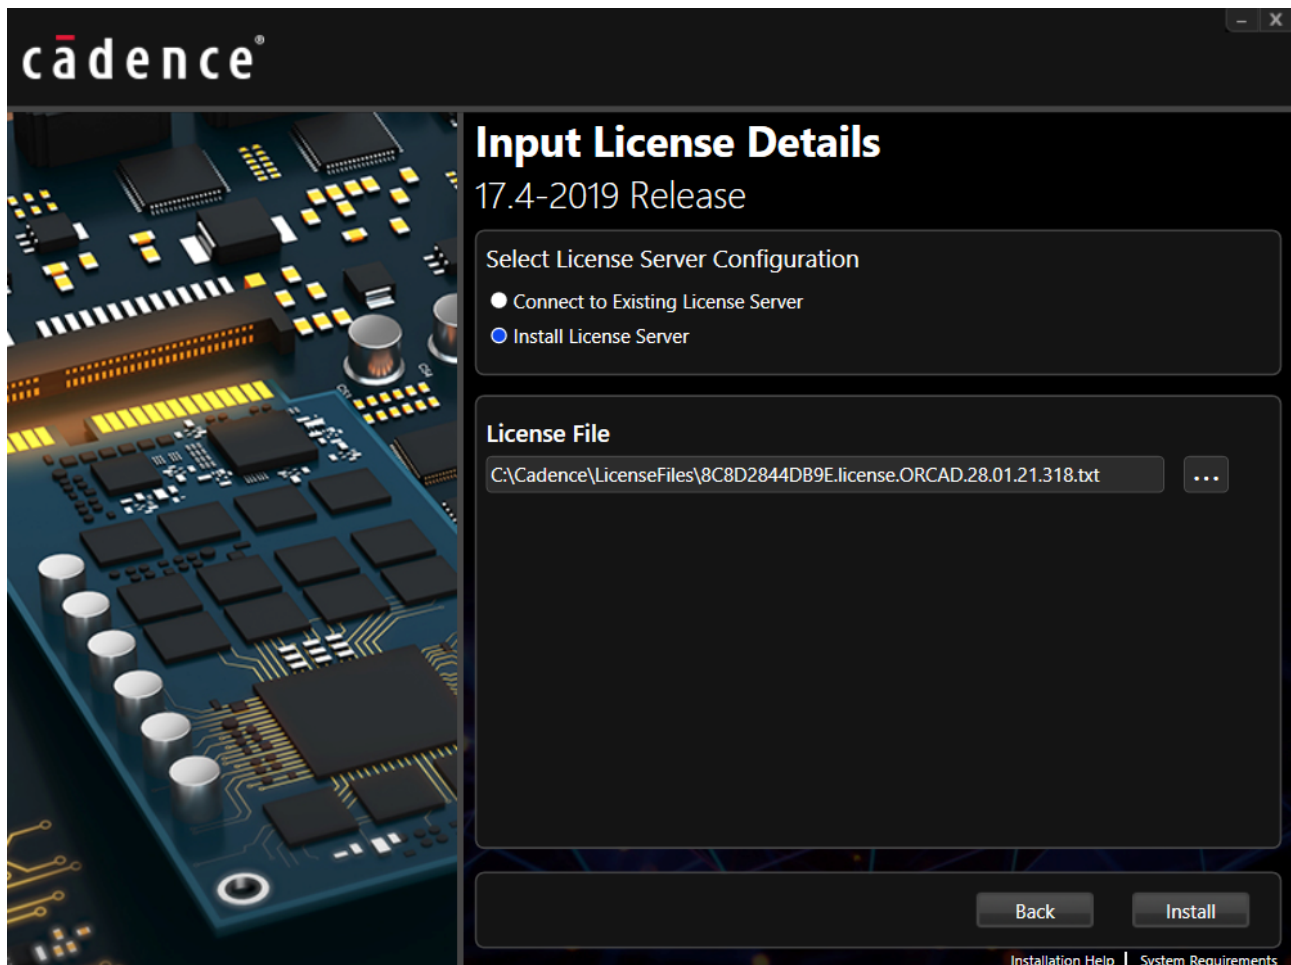 cādence®
Input License Details
17.4-2019 Release
Select License Server Configuration
Connect to Existing License Server
Install License Server
License File
C:\Cadence\LicenseFiles\8C8D2844DB9E.license.ORCAD.28.01.21.318.txt
...
Back
Install
Installation Help | System Requirements